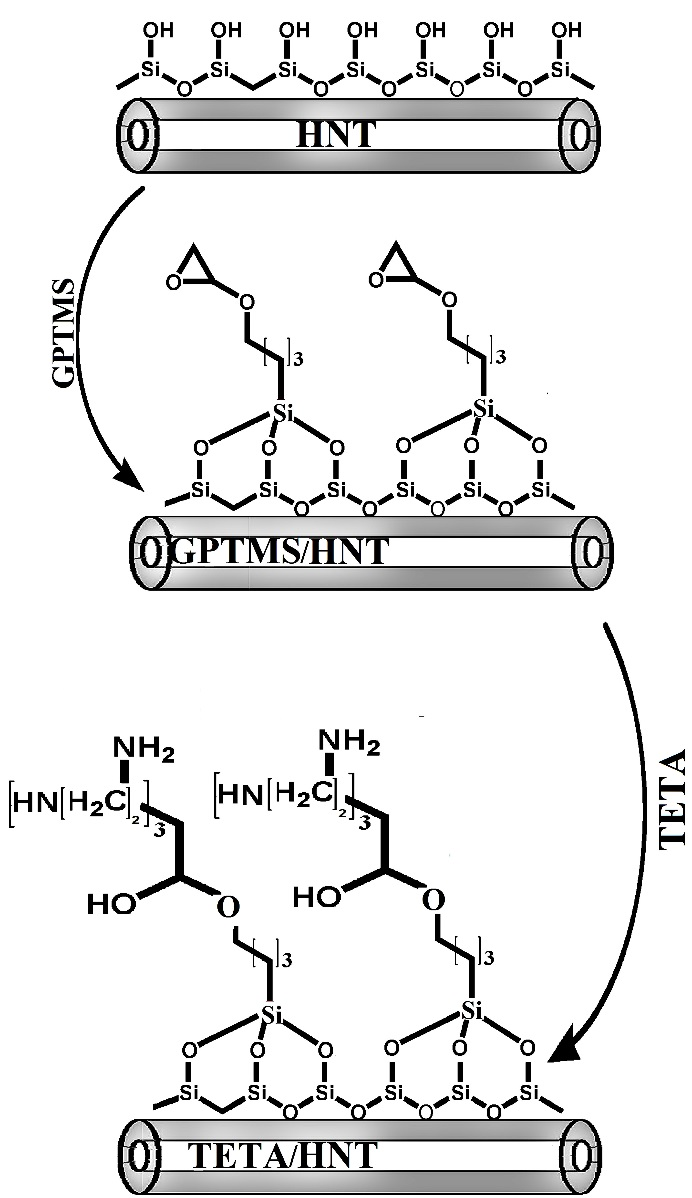 OH OH OH OH OH OH OH
Si Si Si Si Si Si Si
O O O O O
HNT
GPTMS
O O
O O
[ ]3 [ ]3
Si Si
O O O O O O
Si Si Si Si Si Si
O O O O
GPTMS/HNT
TETA
NH2 NH2
[HN[H2C]2]3 [HN[H2C]2]3
HO O HO O
[ ]3 [ ]3
Si Si
O O O O O O
Si Si Si Si Si Si
O O O O
TETA/HNT